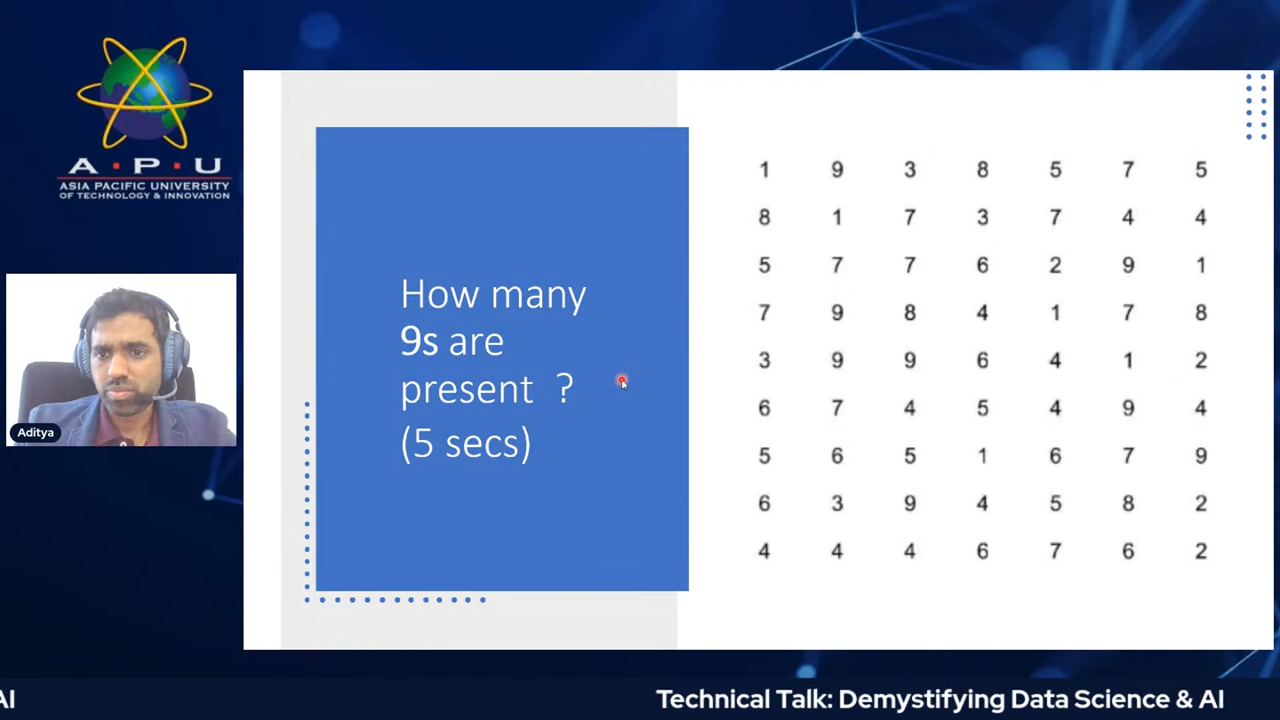 A · P · U
ASIA PACIFIC UNIVERSITY
OF TECHNOLOGY & INNOVATION
Aditya
How many
9s are
present ?
(5 secs)
1 9 3 8 5 7 5
8 1 7 3 7 4 4
5 7 7 6 2 9 1
7 9 8 4 1 7 8
3 9 9 6 4 1 2
6 7 4 5 4 9 4
5 6 5 1 6 7 9
6 3 9 4 5 8 2
4 4 4 6 7 6 2
AI
Technical Talk: Demystifying Data Science & AI